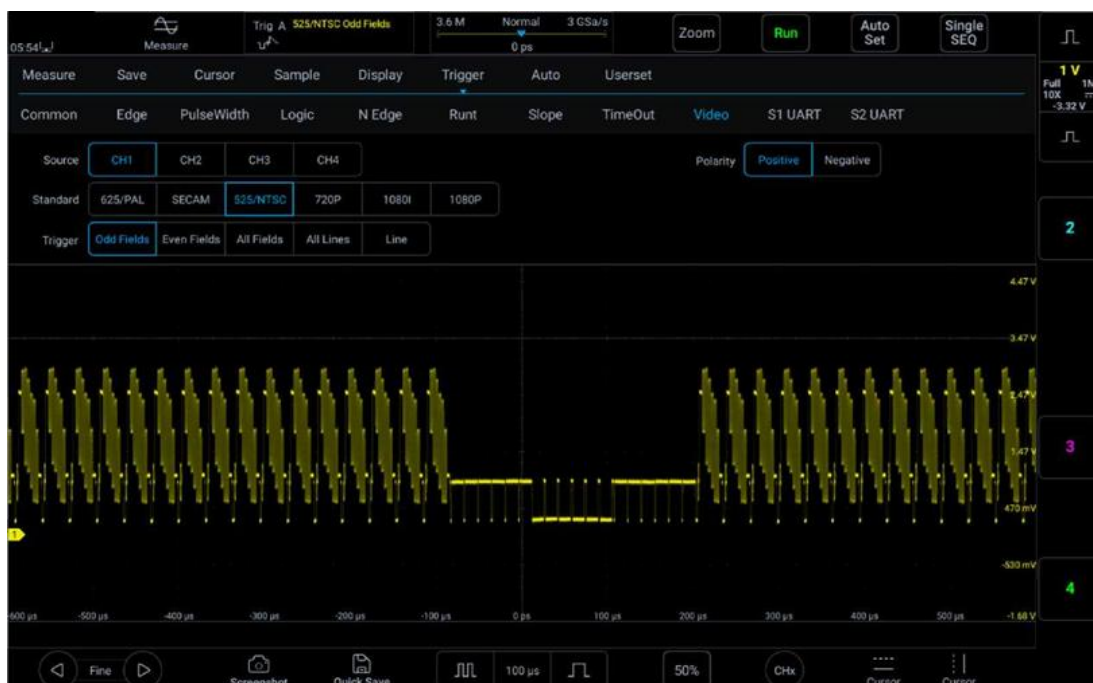 Trig A 525/NTSC Odd Fields
3.6 M Normal 3 GSa/s
05:54
Measure
0 ps
Zoom
Run
Auto
Set
Single
SEQ
Measure Save Cursor Sample Display Trigger Auto Userset
1 V
Full 1M
10X
-3.32 V
Common Edge PulseWidth Logic N Edge Runt Slope TimeOut Video S1 UART S2 UART
Source CH1 CH2 CH3 CH4 Polarity Positive Negative
Standard 625/PAL SECAM 525/NTSC 720P 1080I 1080P
Trigger Odd Fields Even Fields All Fields All Lines Line
2
4.47 V
3.47 V
2.47 V
1.47 V
3
470 mV
1
-530 mV
4
-600 µs -500 µs -400 µs -300 µs -200 µs -100 µs 0 ps 100 µs 200 µs 300 µs 400 µs 500 µs -1.68 V
Fine
Screenshot
Quick Save
100 µs
50%
CHx
Cursor
Cursor